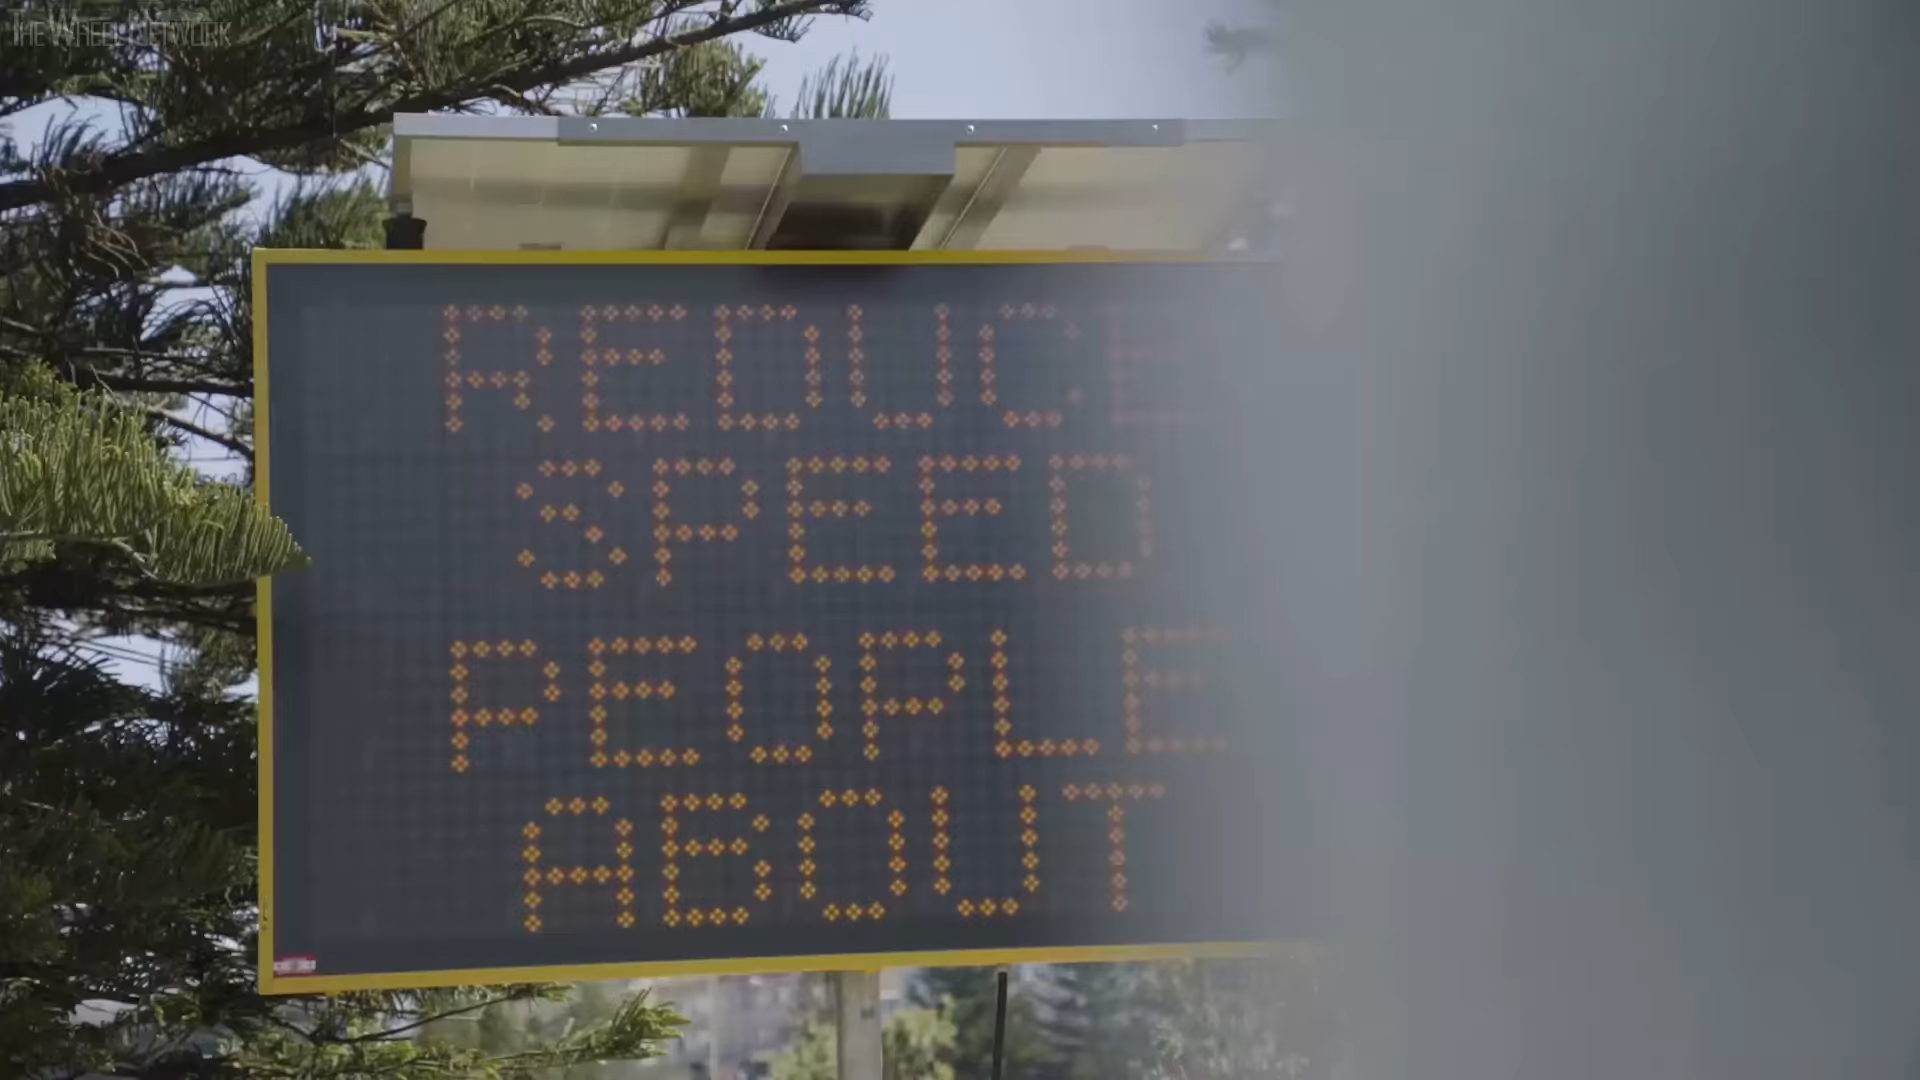 THE WHEEL NETWORK
REDUCE
SPEED
PEOPLE
ABOUT